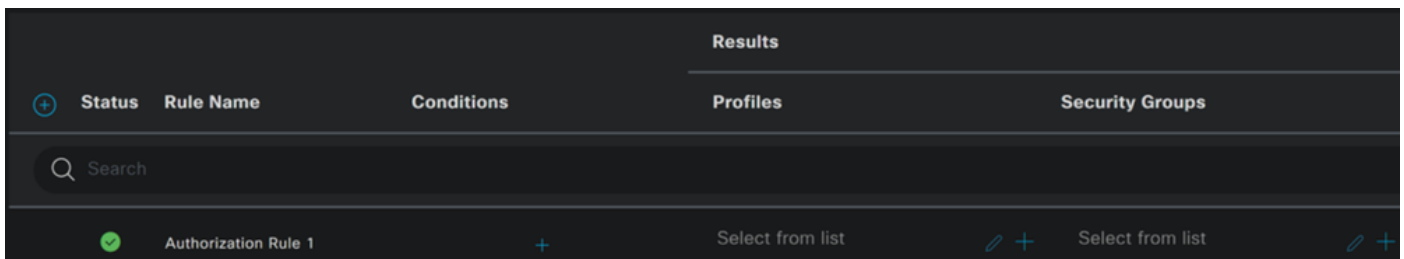 Results
Status Rule Name Conditions Profiles Security Groups
Search
Authorization Rule 1 Select from list Select from list